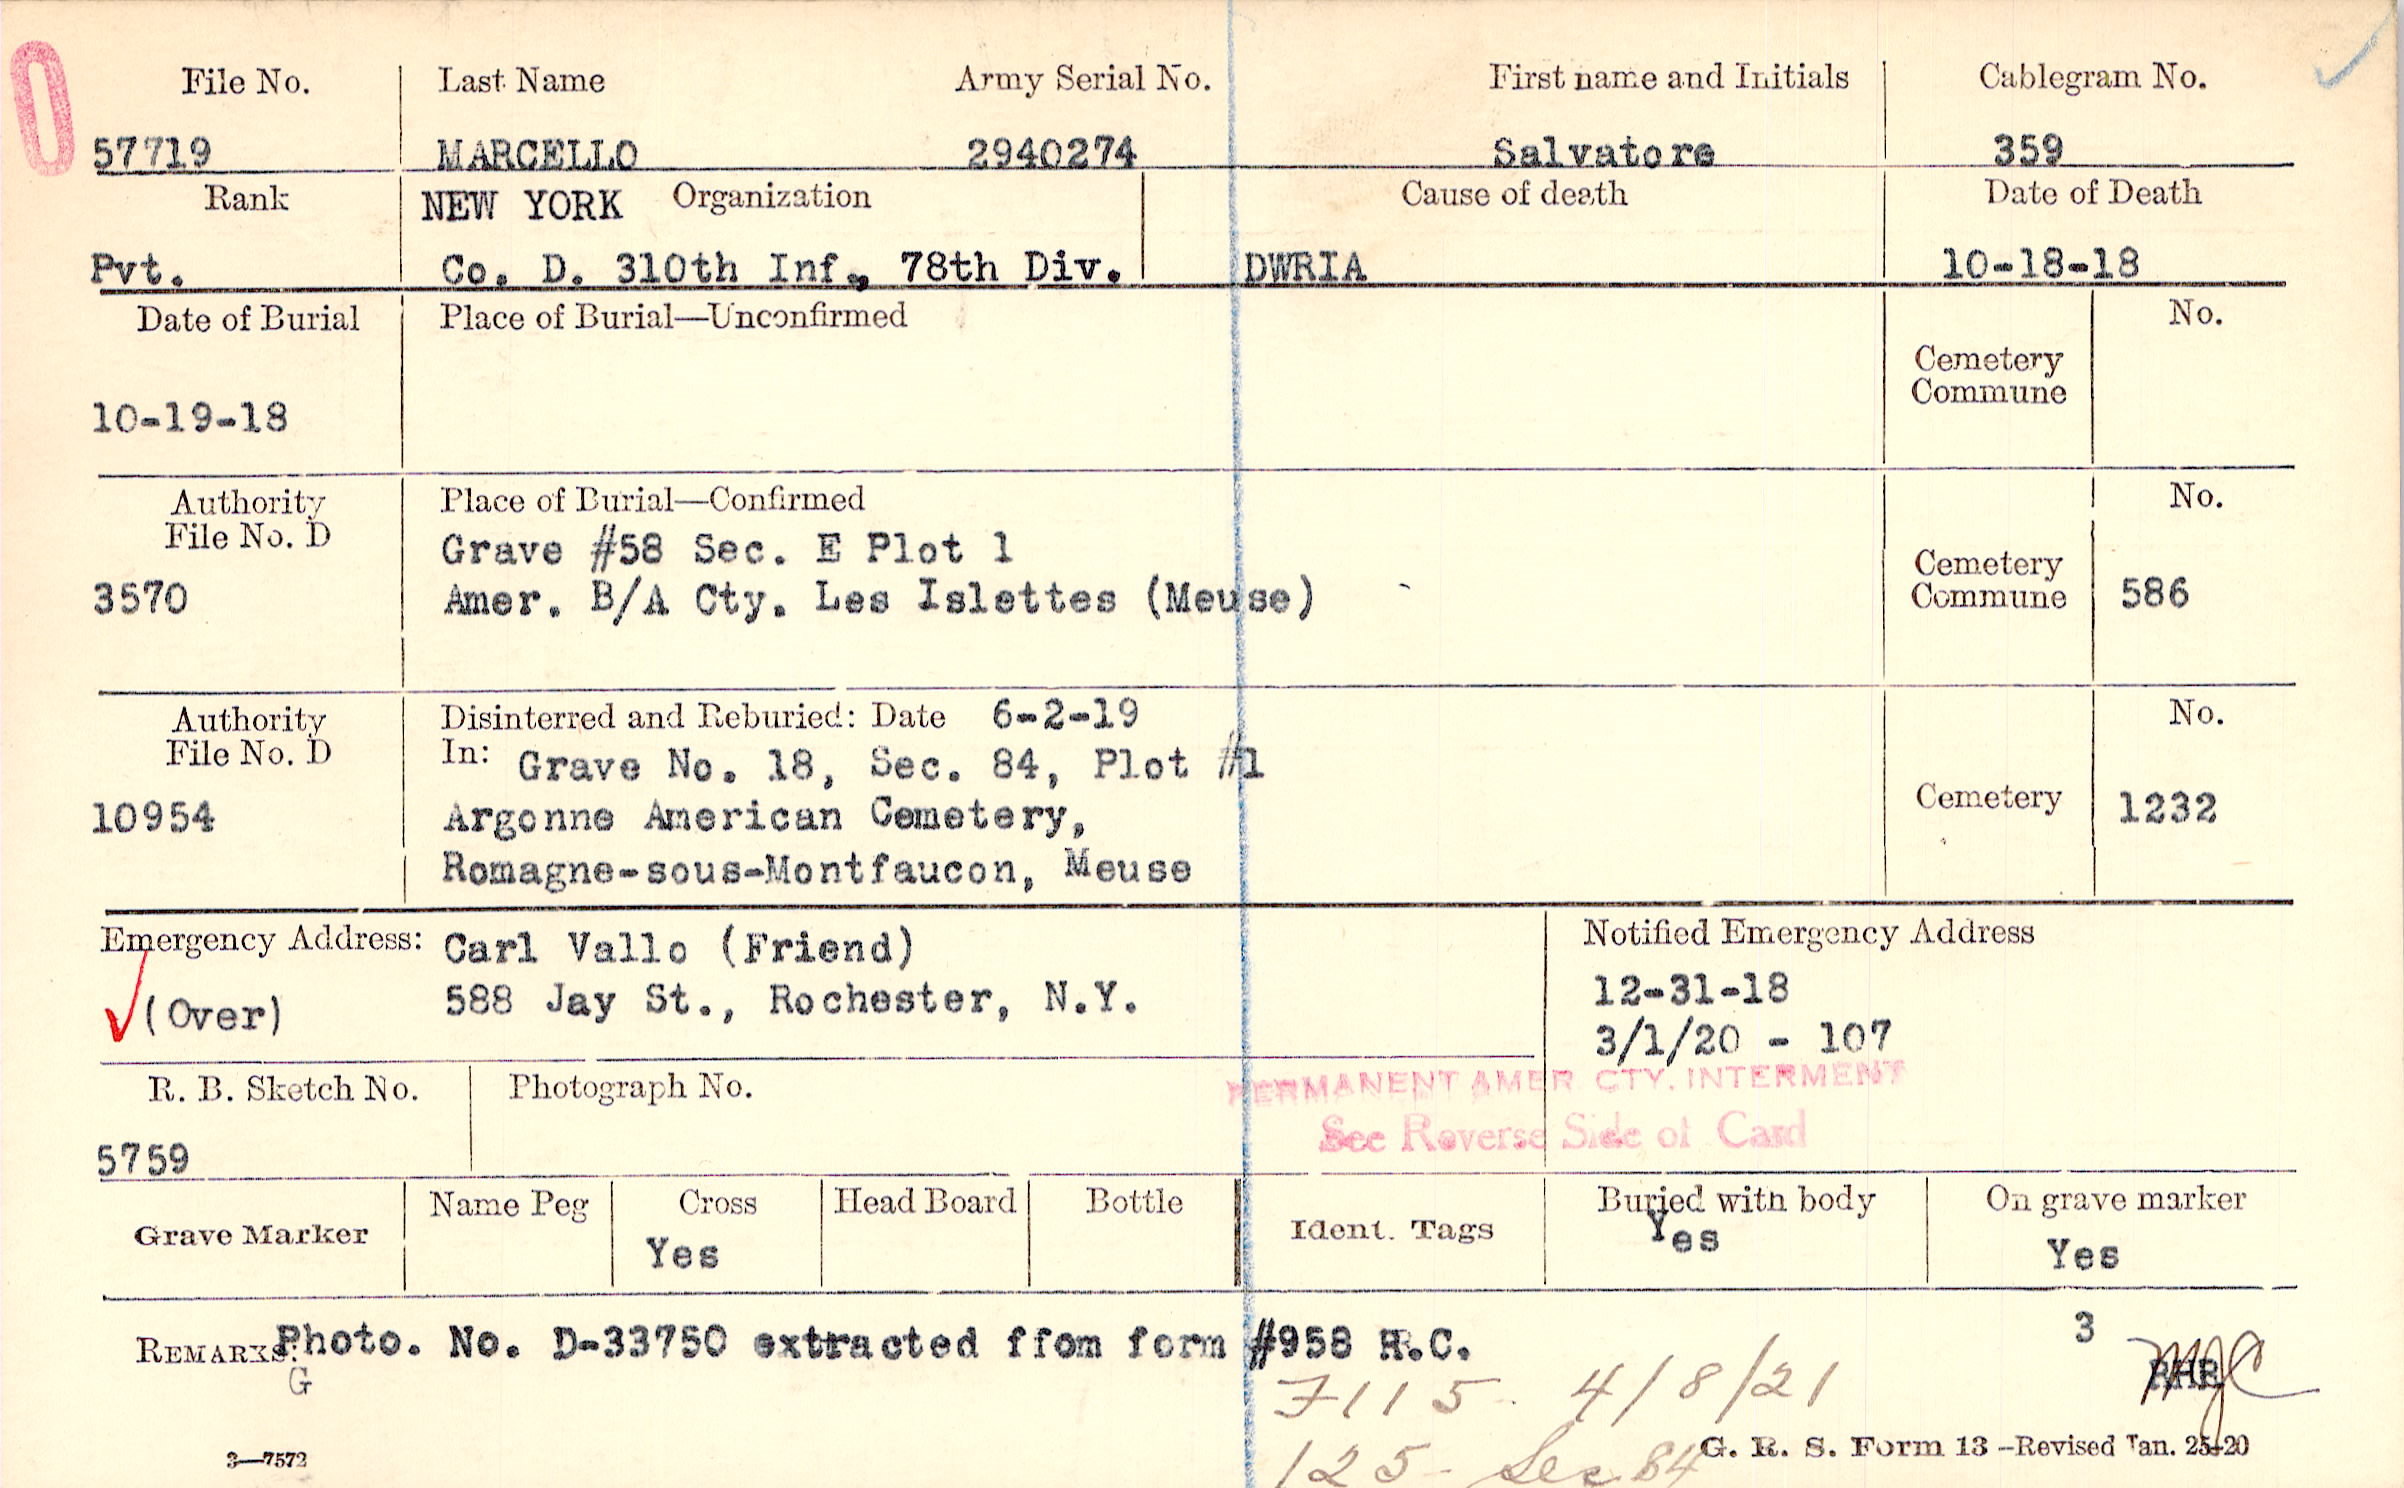 0
File No. Last Name Army Serial No. First name and Initials Cablegram No.
57719 MARCELLO 2940274 Salvatore 359
Rank NEW YORK Organization Cause of death Date of Death
Pvt. Co. D. 310th Inf., 78th Div. DWRIA 10-18-18
Date of Burial Place of Burial—Unconfirmed No.
Cemetery
Commune
10-19-18
Authority Place of Burial—Confirmed No.
File No. D Grave #58 Sec. E Plot 1
Cemetery
3570 Amer. B/A Cty. Les Islettes (Meuse) Commune 586
Authority Disinterred and Reburied: Date 6-2-19 No.
File No. D In: Grave No. 18, Sec. 84, Plot #1
10954 Argonne American Cemetery, Cemetery 1232
Romagne-sous-Montfaucon, Meuse
Emergency Address: Carl Vallo (Friend) Notified Emergency Address
(Over) 588 Jay St., Rochester, N.Y. 12-31-18
3/1/20 - 107
R. B. Sketch No. Photograph No. PERMANENT AMER CTY. INTERMENT
See Reverse Side of Card
5759
Grave Marker Name Peg Cross Head Board Bottle Ident. Tags Buried with body On grave marker
Yes Yes Yes
3
REMARKS: Photo. No. D-33750 extracted ffom form #958 R.C.
G
F115 4/8/21
125 - Sec 84
3—7572 G. R. S. Form 13 –Revised Jan. 25-20